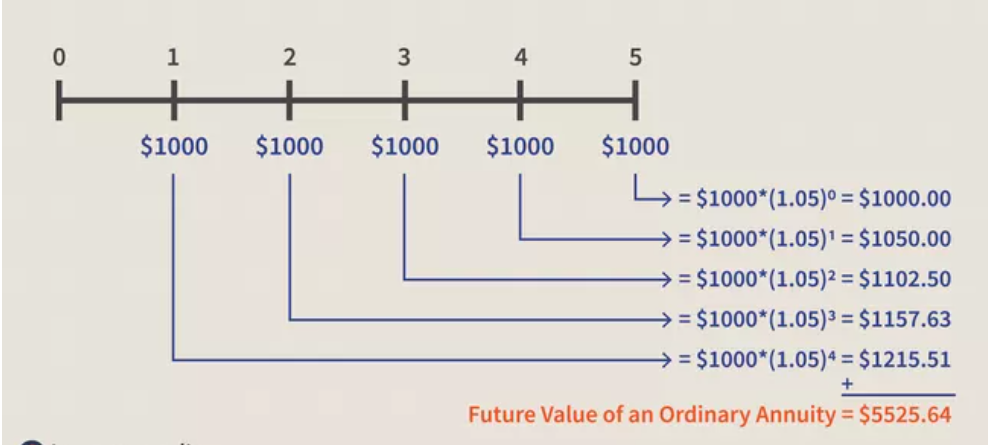 0 1 2 3 4 5
$1000 $1000 $1000 $1000 $1000
= $1000*(1.05)⁰ = $1000.00
= $1000*(1.05)¹ = $1050.00
= $1000*(1.05)² = $1102.50
= $1000*(1.05)³ = $1157.63
= $1000*(1.05)⁴ = $1215.51
+
Future Value of an Ordinary Annuity = $5525.64